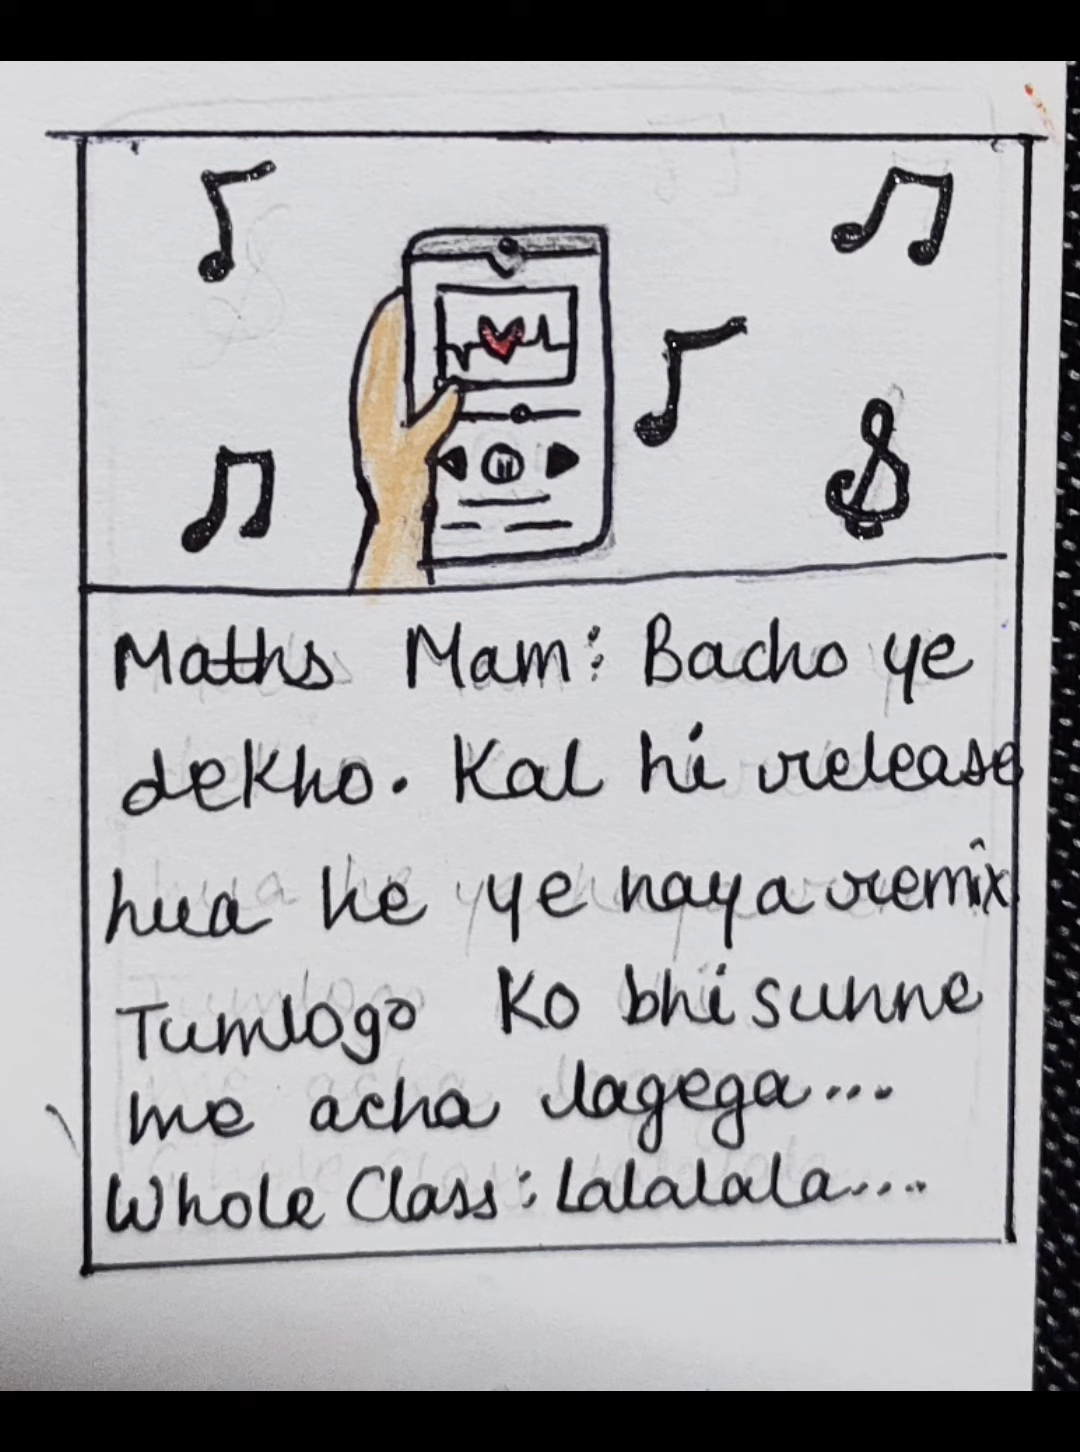 Maths Mam: Bacho ye
dekho. Kal hi release
hua he ye naya remix
Tumlogo Ko bhi sunne
me acha lagega...
Whole Class: Lalalala....